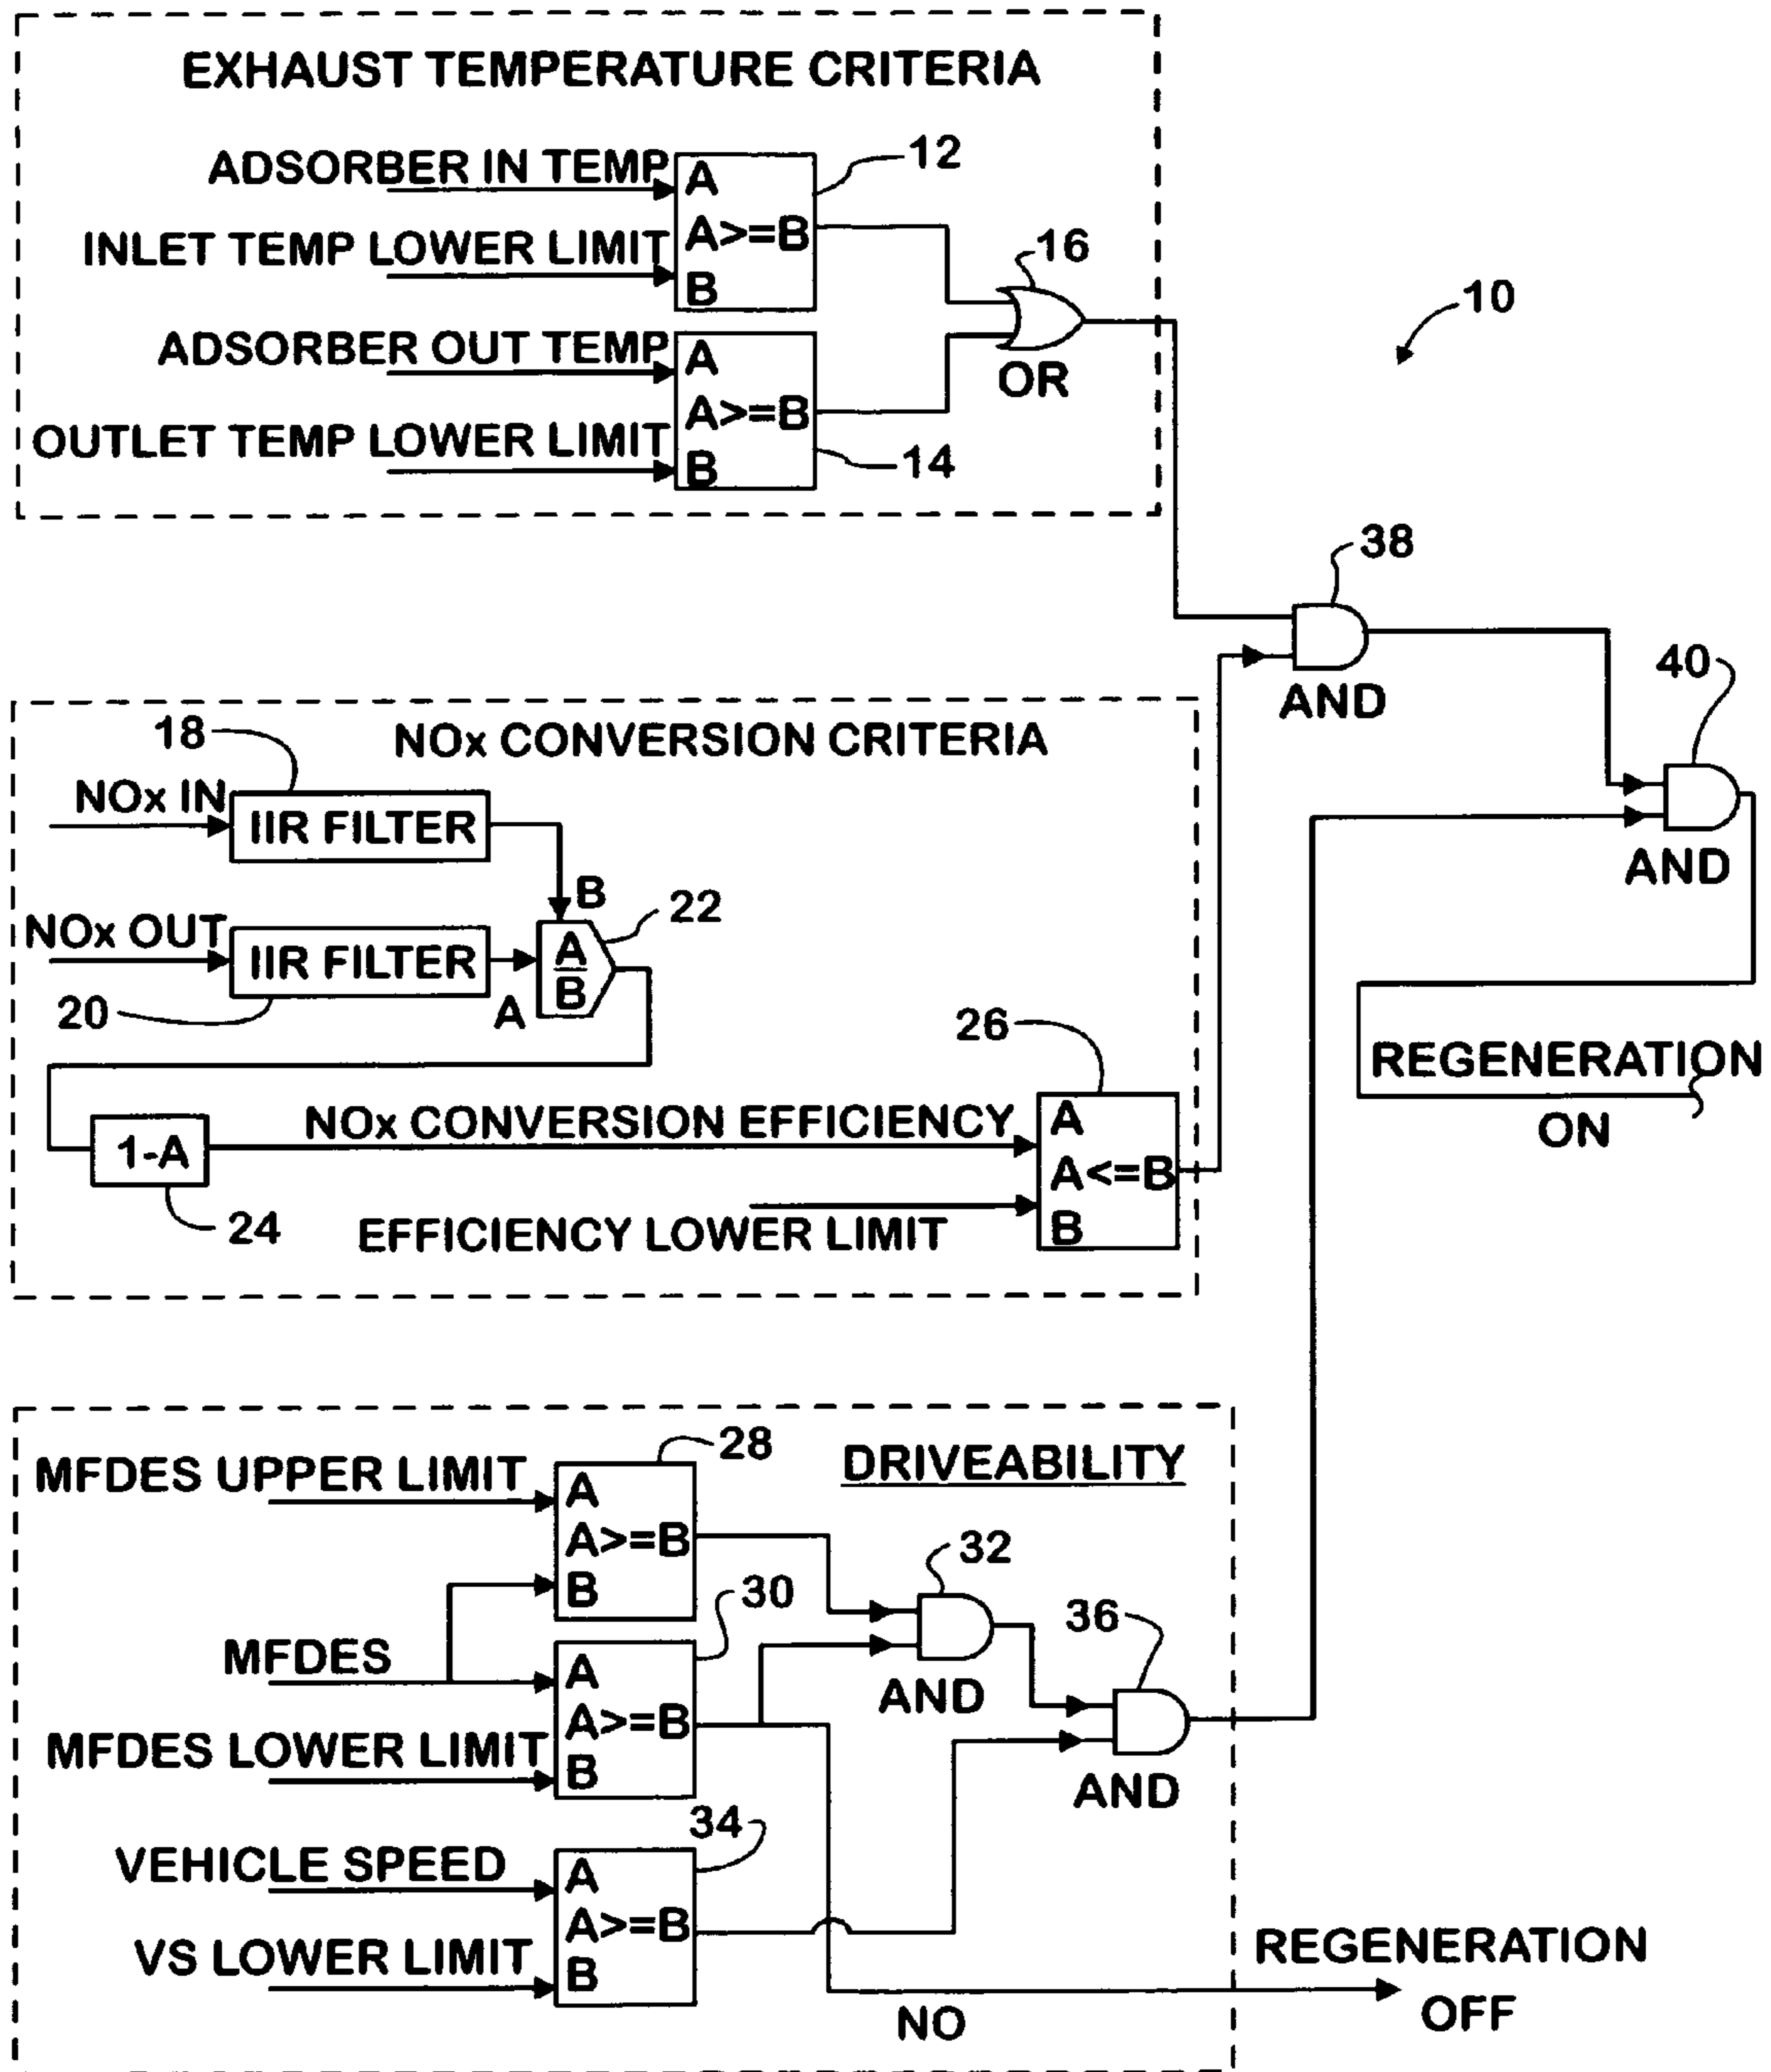 EXHAUST TEMPERATURE CRITERIA
ADSORBER IN TEMP
A
12
INLET TEMP LOWER LIMIT
A>=B
B
16
10
ADSORBER OUT TEMP
A
OR
A>=B
OUTLET TEMP LOWER LIMIT
B
14
38
AND
40
AND
18
NOx CONVERSION CRITERIA
NOx IN
IIR FILTER
B
22
NOx OUT
IIR FILTER
A
B
20
A
26
REGENERATION
ON
NOx CONVERSION EFFICIENCY
A
1-A
A<=B
24
EFFICIENCY LOWER LIMIT
B
28
DRIVEABILITY
MFDES UPPER LIMIT
A
A>=B
B
32
30
36
MFDES
A
AND
A>=B
MFDES LOWER LIMIT
B
AND
34
VEHICLE SPEED
A
A>=B
VS LOWER LIMIT
B
REGENERATION
OFF
NO